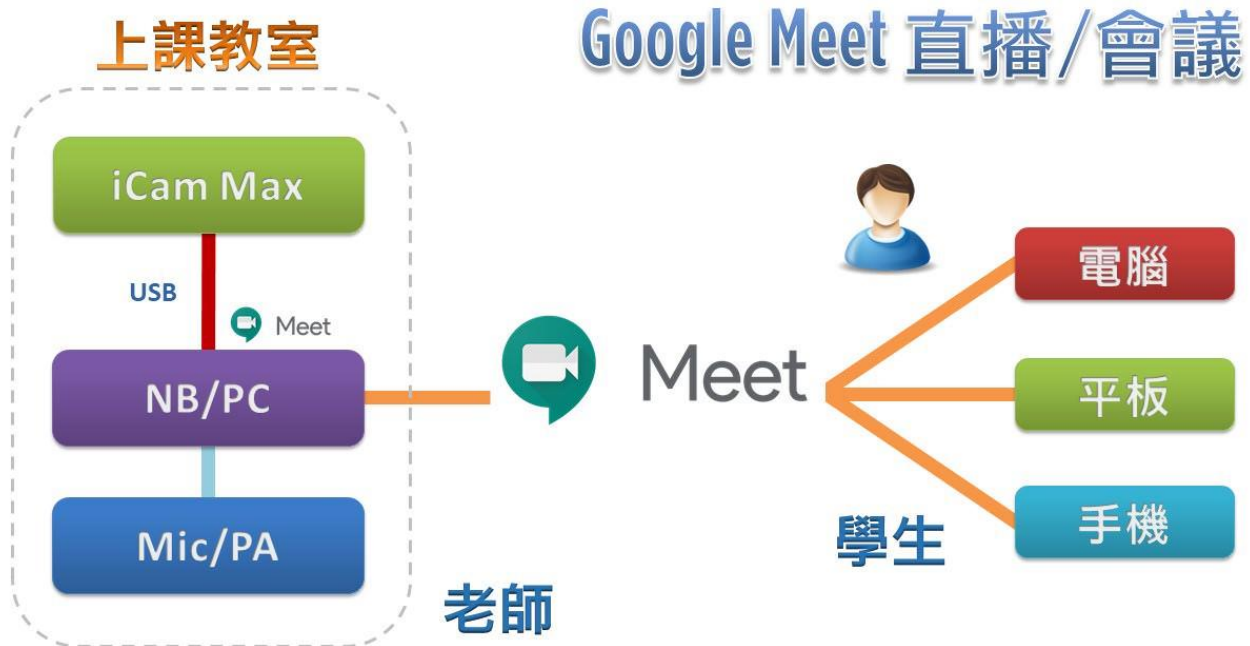 上課教室
Google Meet 直播/會議
iCam Max
USB
Meet
NB/PC
Mic/PA
老師
Meet
學生
電腦
平板
手機